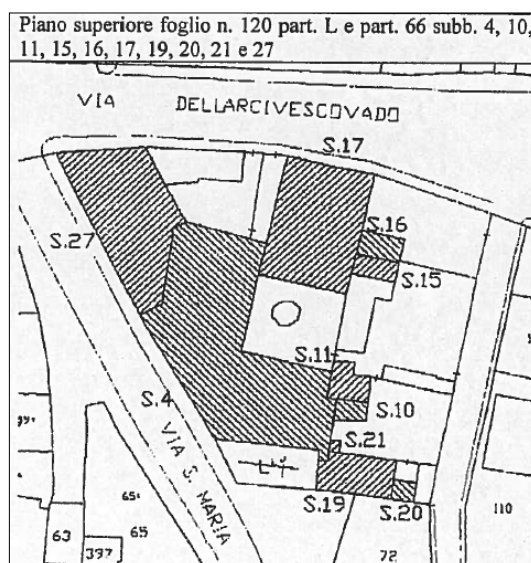 Piano superiore foglio n. 120 part. L e part. 66 subb. 4, 10,
11, 15, 16, 17, 19, 20, 21 e 27
VIA DELLARCIVESCOVADO
S.17
S.16
S.27
S.15
S.11
S.4
S.10
VIA S. MARIA
S.21
S.19
S.20
65
65
63
397
72
110